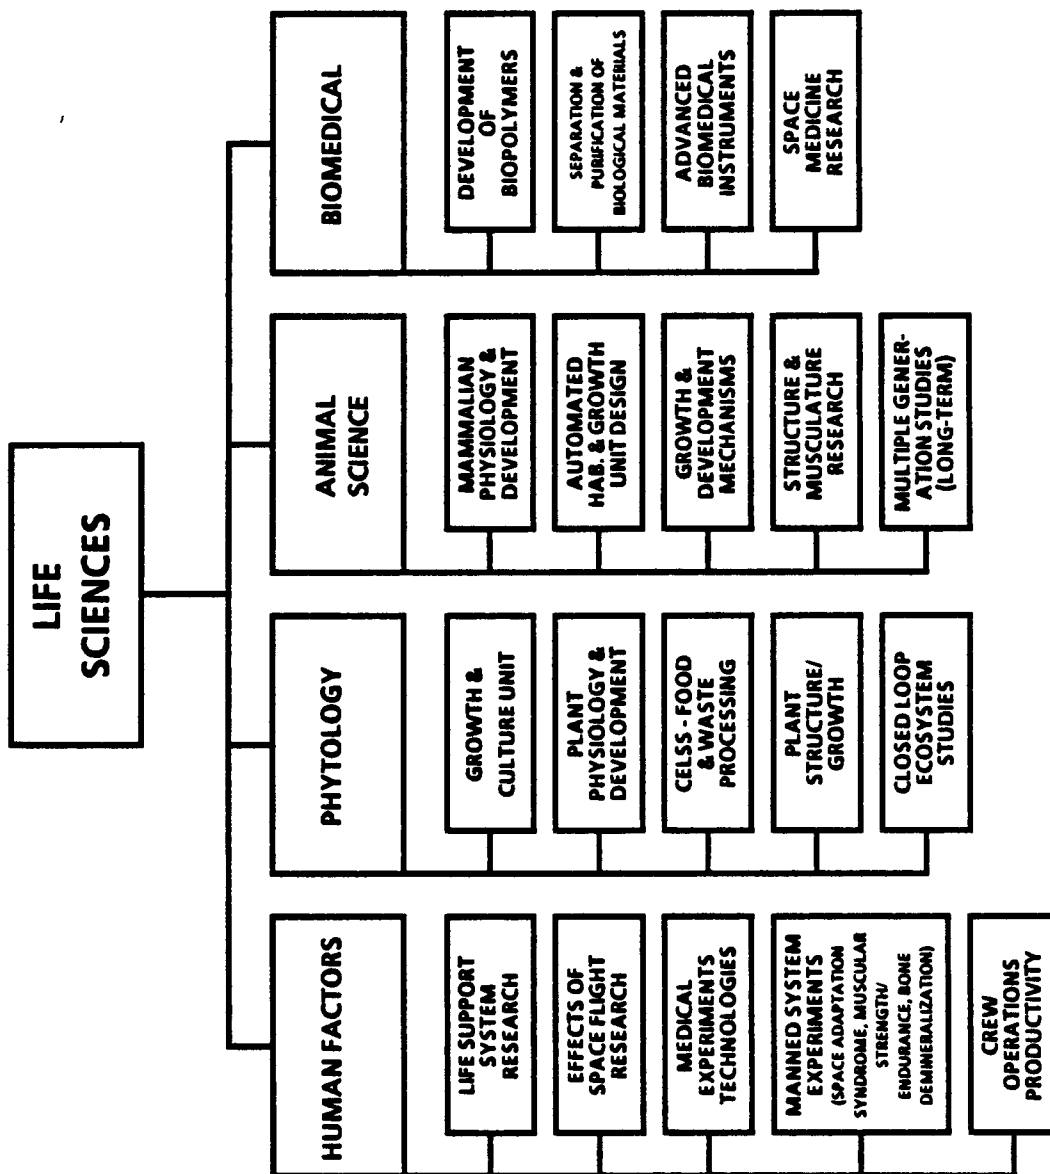 LIFE
SCIENCES
HUMAN FACTORS
LIFE SUPPORT
SYSTEM
RESEARCH
EFFECTS OF
SPACE FLIGHT
RESEARCH
MEDICAL
EXPERIMENTS
TECHNOLOGIES
MANNED SYSTEM
EXPERIMENTS
(SPACE ADAPTATION
SYNDROME, MUSCULAR
STRENGTH/
ENDURANCE, BONE
DEMINERALIZATION)
CREW
OPERATIONS
PRODUCTIVITY
PHYTOLOGY
GROWTH &
CULTURE UNIT
PLANT
PHYSIOLOGY &
DEVELOPMENT
CELSS - FOOD
& WASTE
PROCESSING
PLANT
STRUCTURE/
GROWTH
CLOSED LOOP
ECOSYSTEM
STUDIES
ANIMAL
SCIENCE
MAMMALIAN
PHYSIOLOGY &
DEVELOPMENT
AUTOMATED
HAB. & GROWTH
UNIT DESIGN
GROWTH &
DEVELOPMENT
MECHANISMS
STRUCTURE &
MUSCULATURE
RESEARCH
MULTIPLE GENER-
ATION STUDIES
(LONG-TERM)
BIOMEDICAL
DEVELOPMENT
OF
BIOPOLYMERS
SEPARATION &
PURIFICATION OF
BIOLOGICAL MATERIALS
ADVANCED
BIOMEDICAL
INSTRUMENTS
SPACE
MEDICINE
RESEARCH